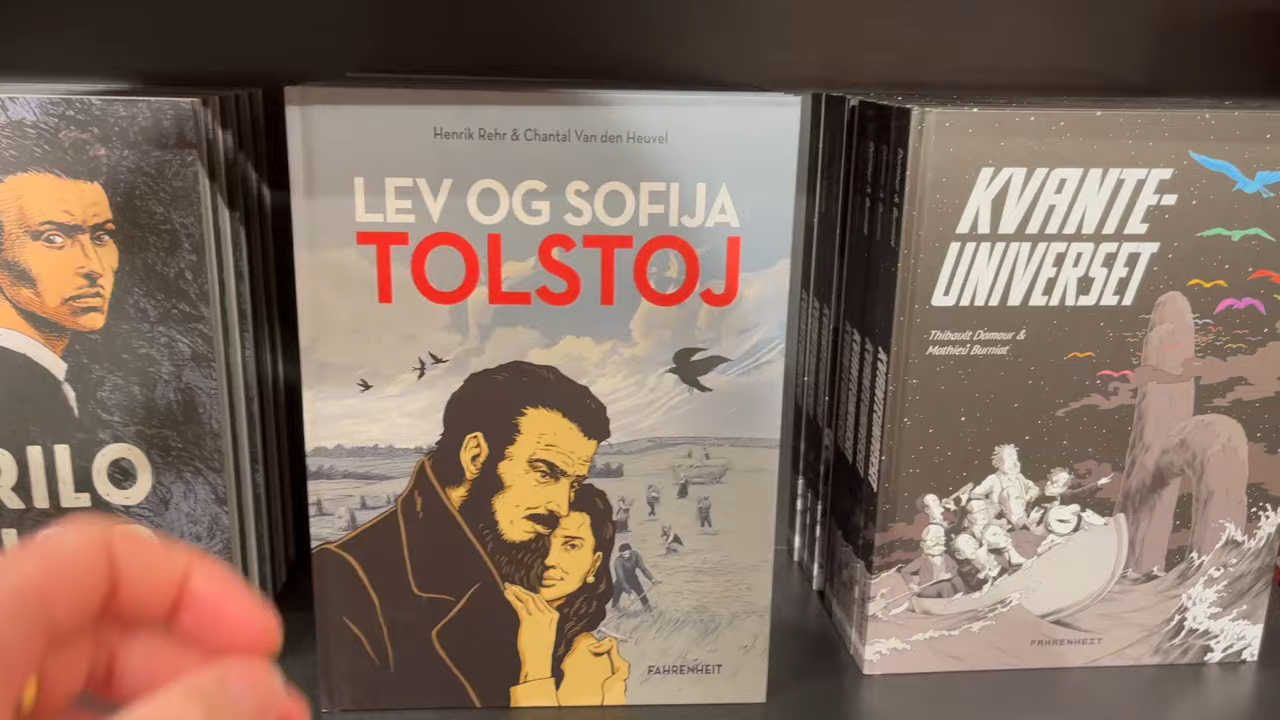 RILO
Henrik Rehr & Chantal Van den Heuvel
LEV OG SOFIJA
TOLSTOJ
FAHRENHEIT
KVANTE-
UNIVERSET
Thibault Damour &
Mathieu Burniat
FAHRENHEIT